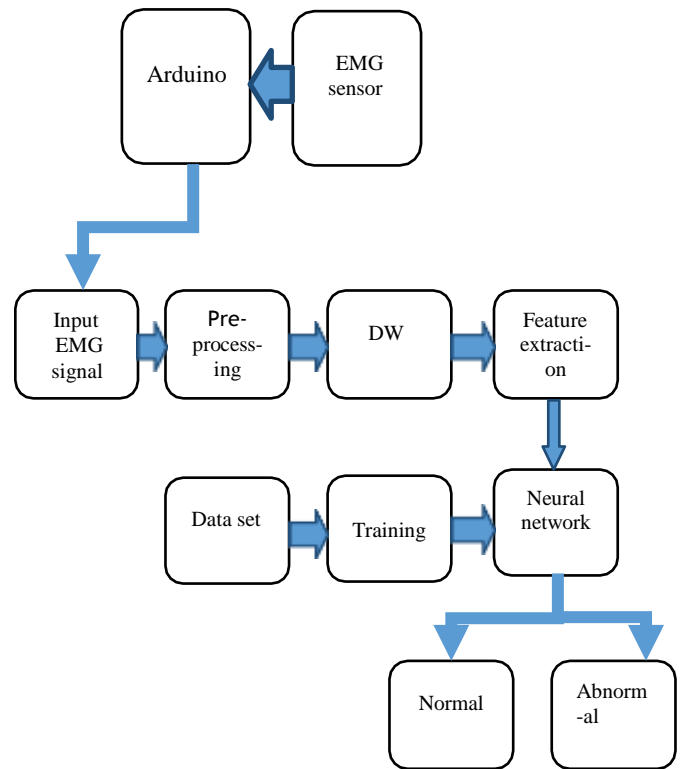 Arduino
EMG
sensor
Input
EMG
signal
Pre-
process-
ing
DW
Feature
extracti-
on
Data set
Training
Neural
network
Normal
Abnorm
-al